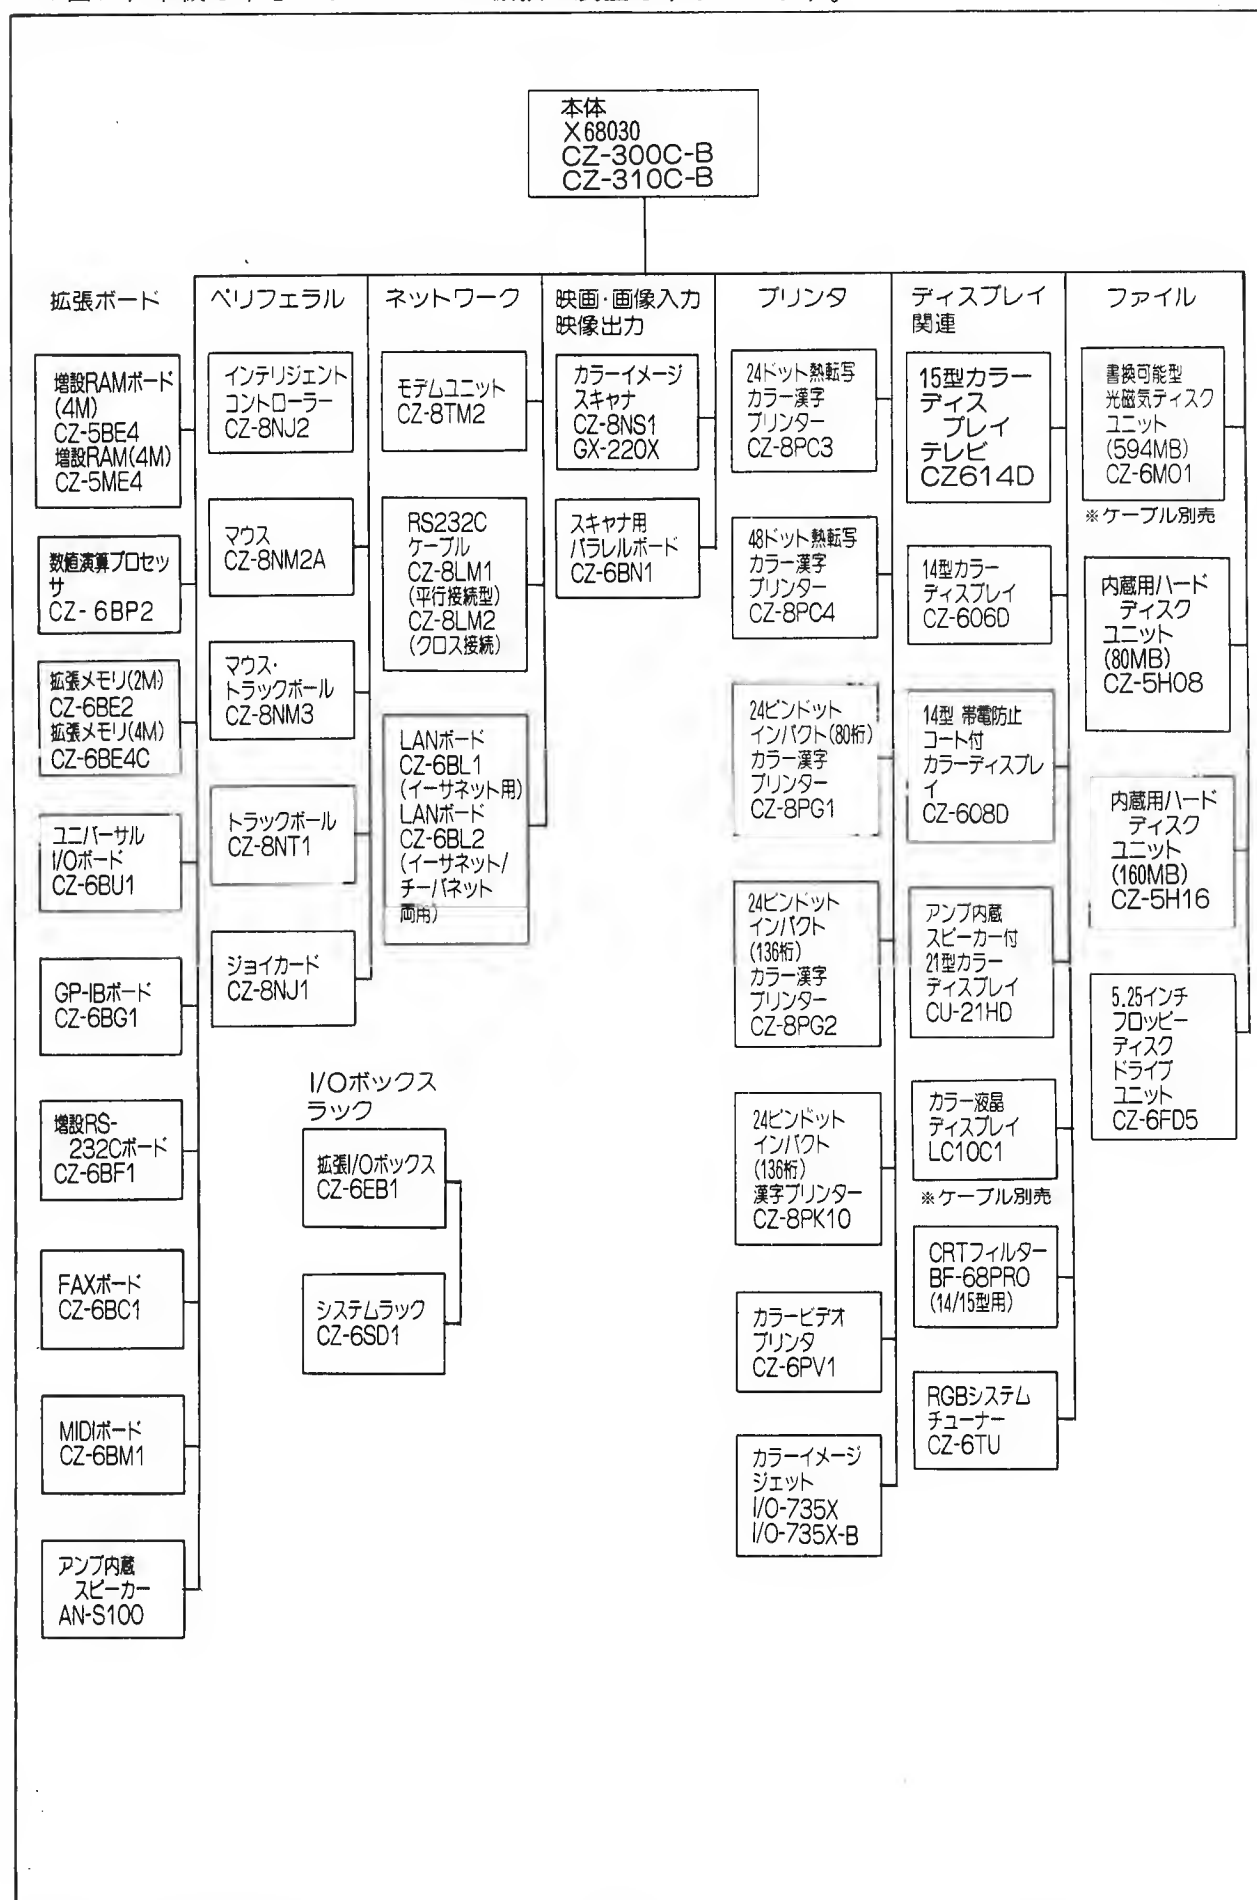 本体
X68030
CZ-300C-B
CZ-310C-B
拡張ボード
増設RAMボード
(4M)
CZ-5BE4
増設RAM(4M)
CZ-5ME4
数値演算プロセッ
サ
CZ-6BP2
拡張メモリ(2M)
CZ-6BE2
拡張メモリ(4M)
CZ-6BE4C
ユニバーサル
I/Oボード
CZ-6BU1
GP-IBボード
CZ-6BG1
増設RS-
232Cボード
CZ-6BF1
FAXボード
CZ-6BC1
MIDIボード
CZ-6BM1
アンプ内蔵
スピーカー
AN-S100
ペリフェラル
インテリジェント
コントローラー
CZ-8NJ2
マウス
CZ-8NM2A
マウス・
トラックボール
CZ-8NM3
トラックボール
CZ-8NT1
ジョイカード
CZ-8NJ1
I/Oボックス
ラック
拡張I/Oボックス
CZ-6EB1
システムラック
CZ-6SD1
ネットワーク
モデムユニット
CZ-8TM2
RS232C
ケーブル
CZ-8LM1
(平行接続型)
CZ-8LM2
(クロス接続)
LANボード
CZ-6BL1
(イーサネット用)
LANボード
CZ-6BL2
(イーサネット/
チーパネット
両用)
映画・画像入力
映像出力
カラーイメージ
スキャナ
CZ-8NS1
GX-220X
スキャナ用
パラレルボード
CZ-6BN1
プリンタ
24ドット熱転写
カラー漢字
プリンター
CZ-8PC3
48ドット熱転写
カラー漢字
プリンター
CZ-8PC4
24ピンドット
インパクト(80桁)
カラー漢字
プリンター
CZ-8PG1
24ピンドット
インパクト
(136桁)
カラー漢字
プリンター
CZ-8PG2
24ピンドット
インパクト
(136桁)
漢字プリンター
CZ-8PK10
カラービデオ
プリンタ
CZ-6PV1
カラーイメージ
ジェット
I/O-735X
I/O-735X-B
ディスプレイ
関連
15型カラー
ディス
プレイ
テレビ
CZ614D
14型カラー
ディスプレイ
CZ-606D
14型 帯電防止
コート付
カラーディスプレ
イ
CZ-608D
アンプ内蔵
スピーカー付
21型カラー
ディスプレイ
CU-21HD
カラー液晶
ディスプレイ
LC10C1
※ケーブル別売
CRTフィルター
BF-68PRO
(14/15型用)
RGBシステム
チューナー
CZ-6TU
ファイル
書換可能型
光磁気ディスク
ユニット
(594MB)
CZ-6MO1
※ケーブル別売
内蔵用ハード
ディスク
ユニット
(80MB)
CZ-5H08
内蔵用ハード
ディスク
ユニット
(160MB)
CZ-5H16
5.25インチ
フロッピー
ディスク
ドライブ
ユニット
CZ-6FD5